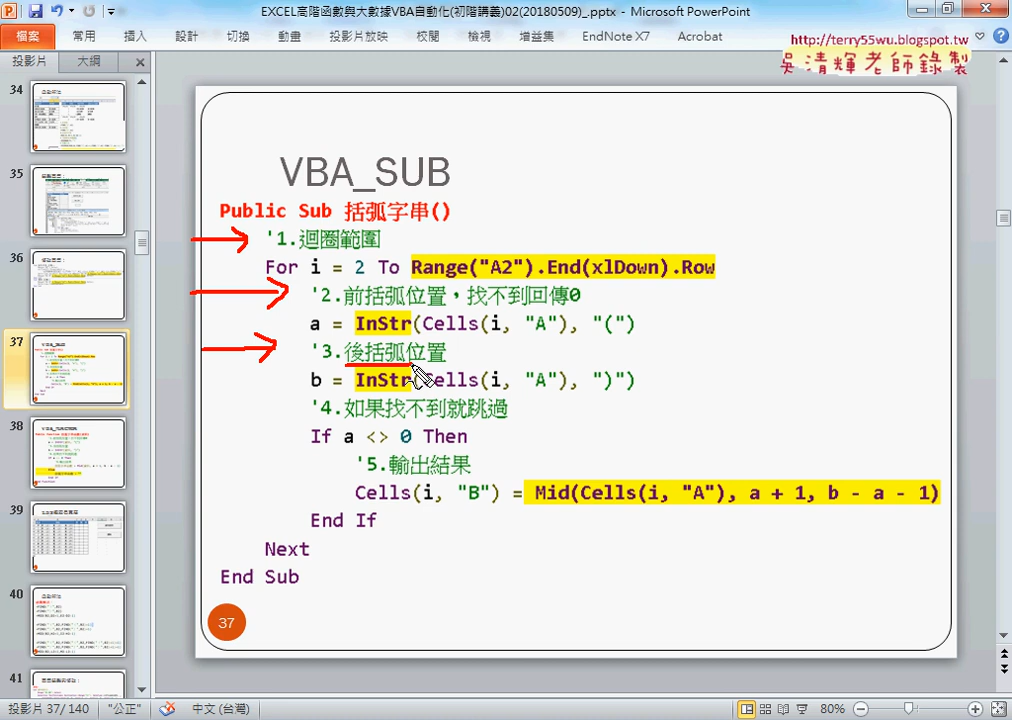 EXCEL高階函數與大數據VBA自動化(初階講義)02(20180509)_.pptx - Microsoft PowerPoint
檔案 常用 插入 設計 切換 動畫 投影片放映 校閱 檢視 增益集 EndNote X7 Acrobat
http://terry55wu.blogspot.tw
吳清輝老師錄製
投影片 大綱
34
35
36
37
38
39
40
41
VBA_SUB
Public Sub 括弧字串()
'1.迴圈範圍
For i = 2 To Range("A2").End(xlDown).Row
'2.前括弧位置，找不到回傳0
a = InStr(Cells(i, "A"), "(")
'3.後括弧位置
b = InStr(Cells(i, "A"), ")")
'4.如果找不到就跳過
If a <> 0 Then
'5.輸出結果
Cells(i, "B") = Mid(Cells(i, "A"), a + 1, b - a - 1)
End If
Next
End Sub
37
投影片 37/ 140 "公正" 中文 (台灣) 80%